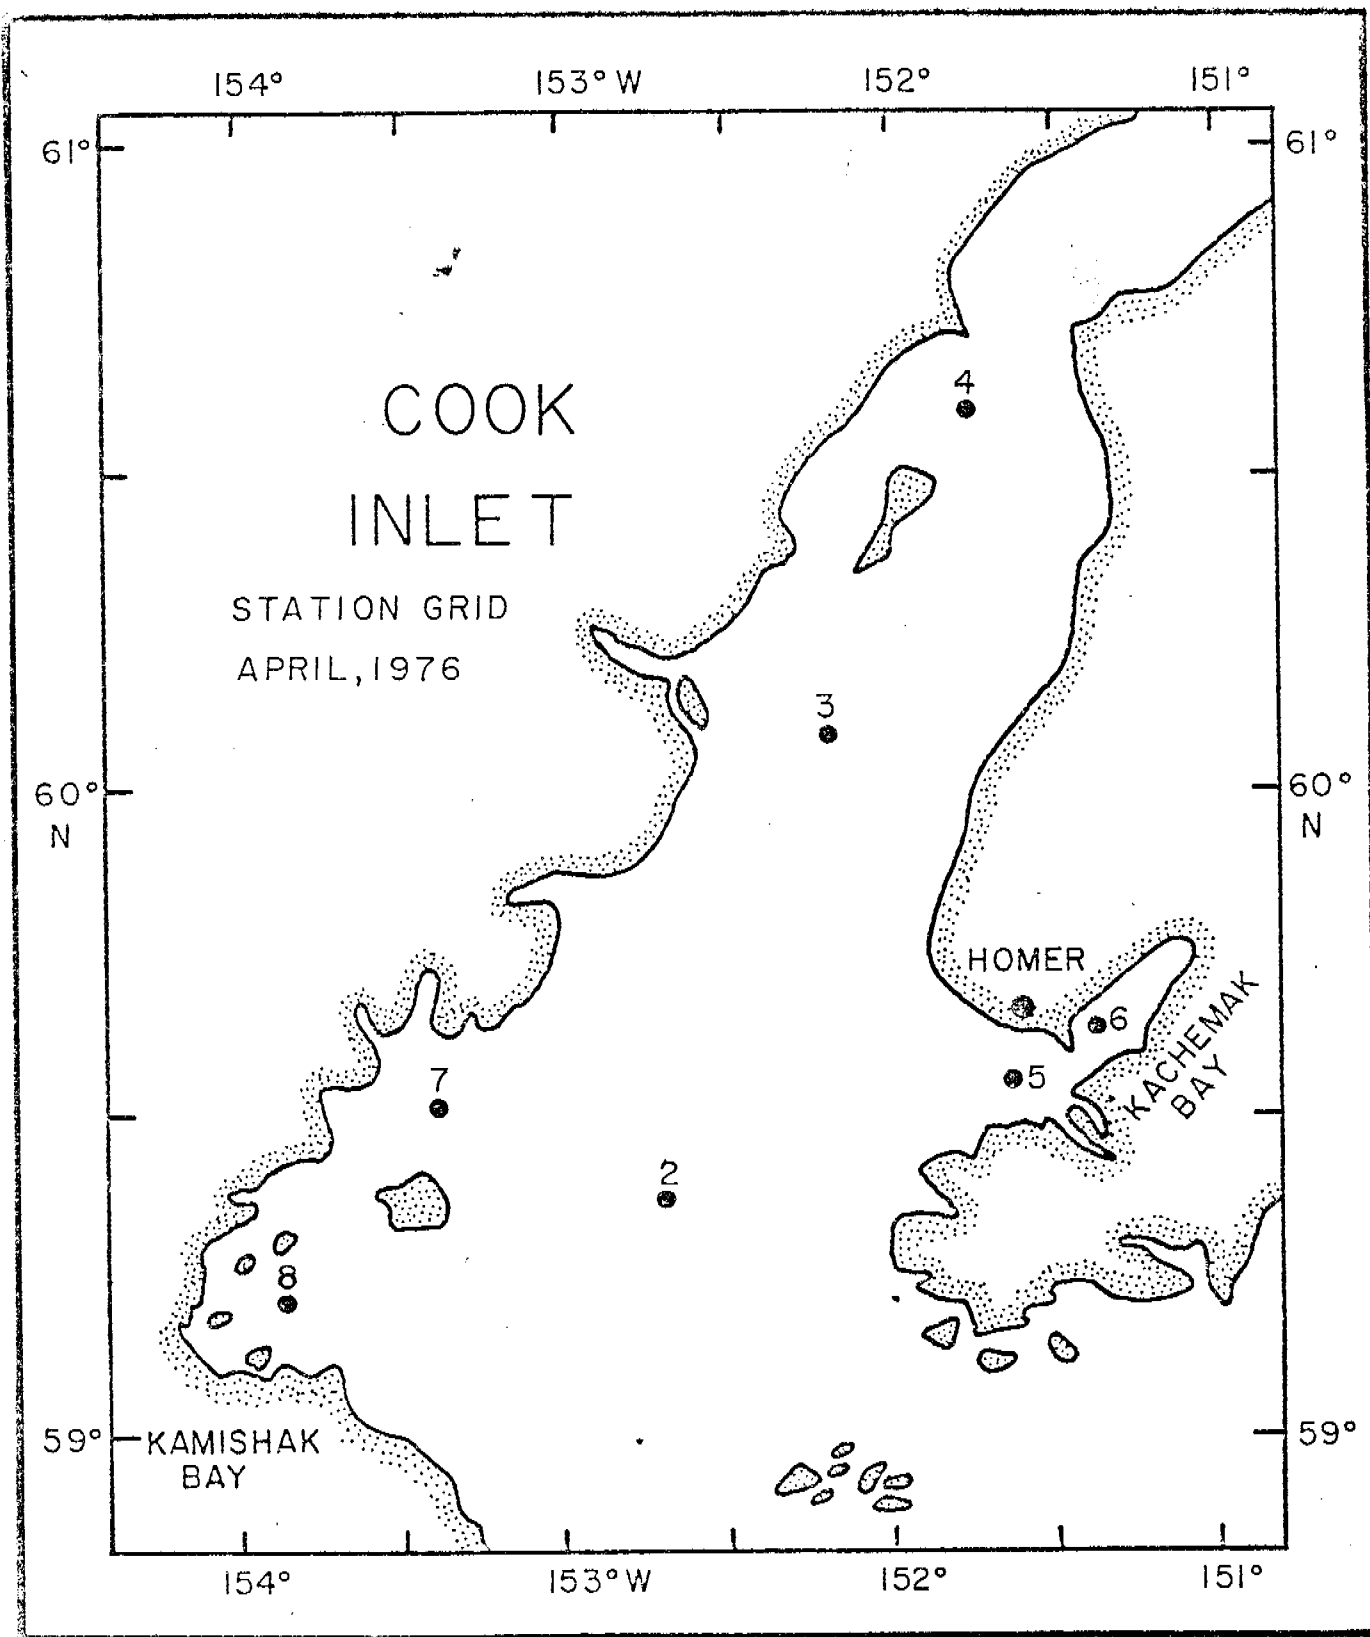 154° 153° W 152° 151°
61° 61°
COOK
INLET
STATION GRID
APRIL, 1976
4
3
60° 60°
N N
HOMER
6
5
KACHEMAK
BAY
7
2
8
59° 59°
KAMISHAK
BAY
154° 153° W 152° 151°